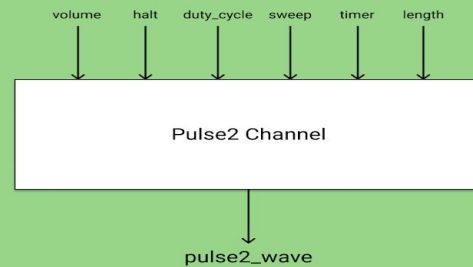 volume halt duty_cycle sweep timer length
Pulse2 Channel
pulse2_wave